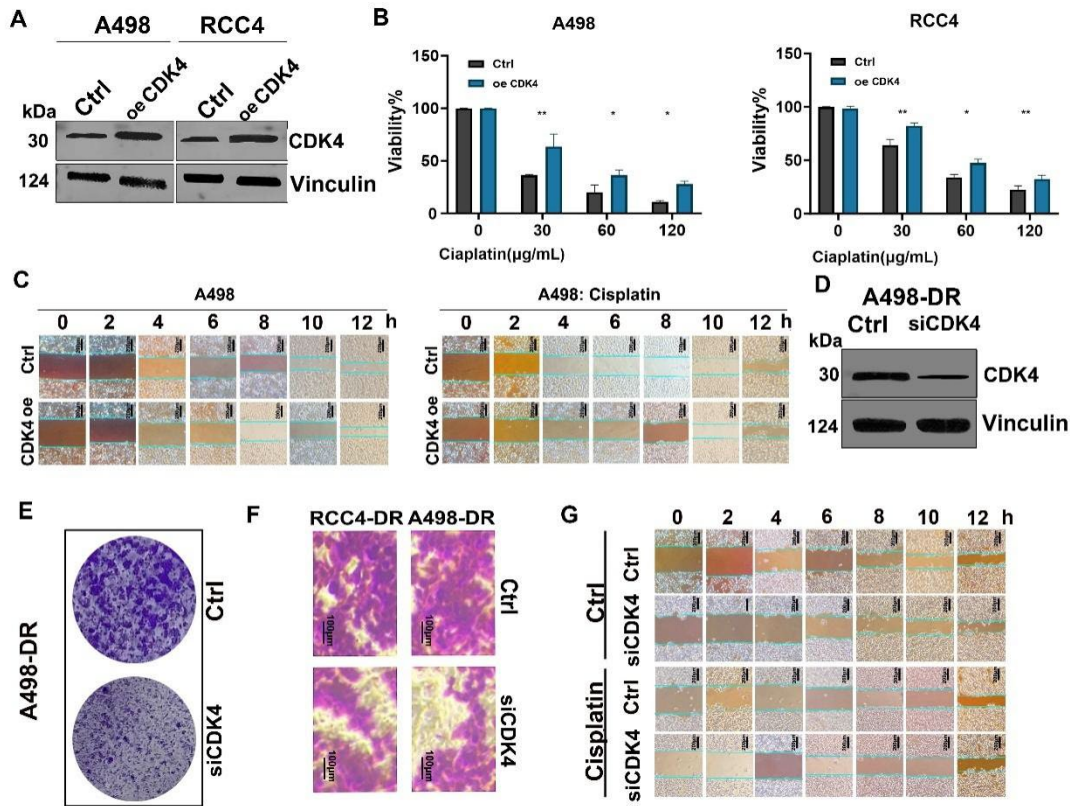 A
A498 RCC4
Ctrl oe CDK4 Ctrl oe CDK4
kDa
30 CDK4
124 Vinculin
B
A498
Ctrl
oe CDK4
Viability%
150
100
50
0
** * *
0 30 60 120
Ciaplatin(µg/mL)
RCC4
Ctrl
oe CDK4
Viability%
150
100
50
0
** * **
0 30 60 120
Ciaplatin(µg/mL)
C
A498
0 2 4 6 8 10 12 h
Ctrl
CDK4 oe
A498: Cisplatin
0 2 4 6 8 10 12 h
Ctrl
CDK4 oe
D
A498-DR
Ctrl siCDK4
kDa
30 CDK4
124 Vinculin
E
A498-DR
Ctrl
siCDK4
F
RCC4-DR A498-DR
Ctrl
100µm 100µm
siCDK4
100µm 100µm
G
0 2 4 6 8 10 12 h
Ctrl
Ctrl
siCDK4
Cisplatin
Ctrl
siCDK4